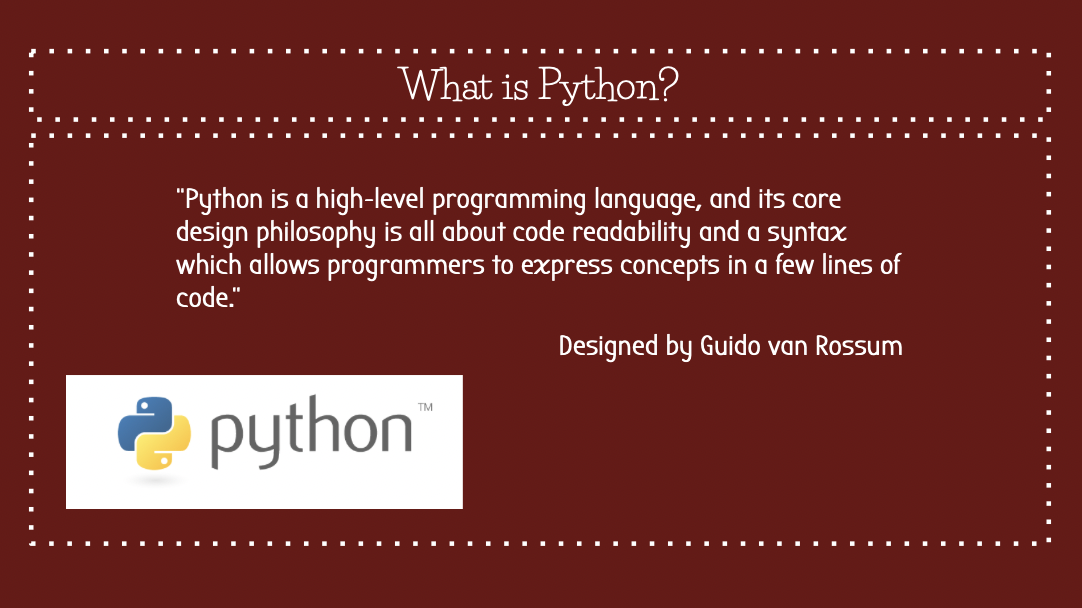 What is Python?
"Python is a high-level programming language, and its core
design philosophy is all about code readability and a syntax
which allows programmers to express concepts in a few lines of
code."
Designed by Guido van Rossum
python™